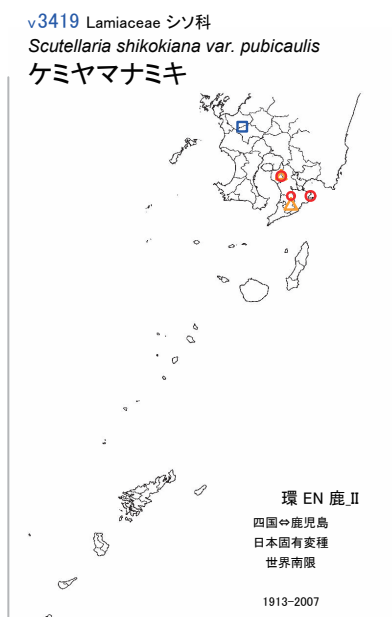 v3419 Lamiaceae シソ科
Scutellaria shikokiana var. pubicaulis
ケミヤマナミキ
環 EN 鹿_II
四国⇔鹿児島
日本固有変種
世界南限
1913-2007